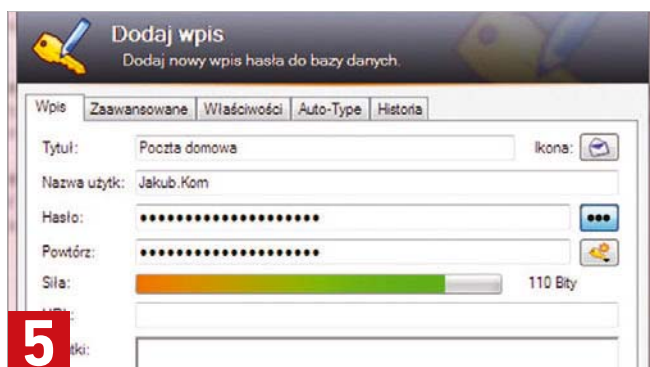 Dodaj wpis
Dodaj nowy wpis hasła do bazy danych.
Wpis Zaawansowane Właściwości Auto-Type Historia
Tytuł: Poczta domowa Ikona:
Nazwa użytk: Jakub.Kom
Hasło: ••••••••••••••••••••
Powtórz: ••••••••••••••••••••
Siła: 110 Bity
5